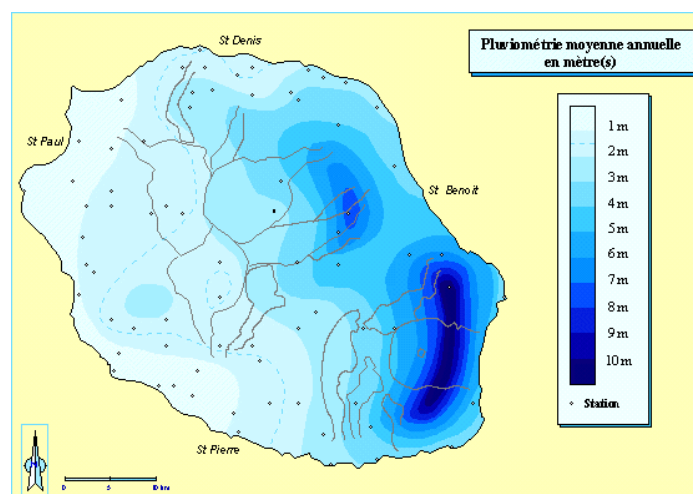 Pluviométrie moyenne annuelle
en mètre(s)
St Denis
St Paul
St Benoit
St Pierre
1 m
2 m
3 m
4 m
5 m
6 m
7 m
8 m
9 m
10 m
Station
0 5 10 km